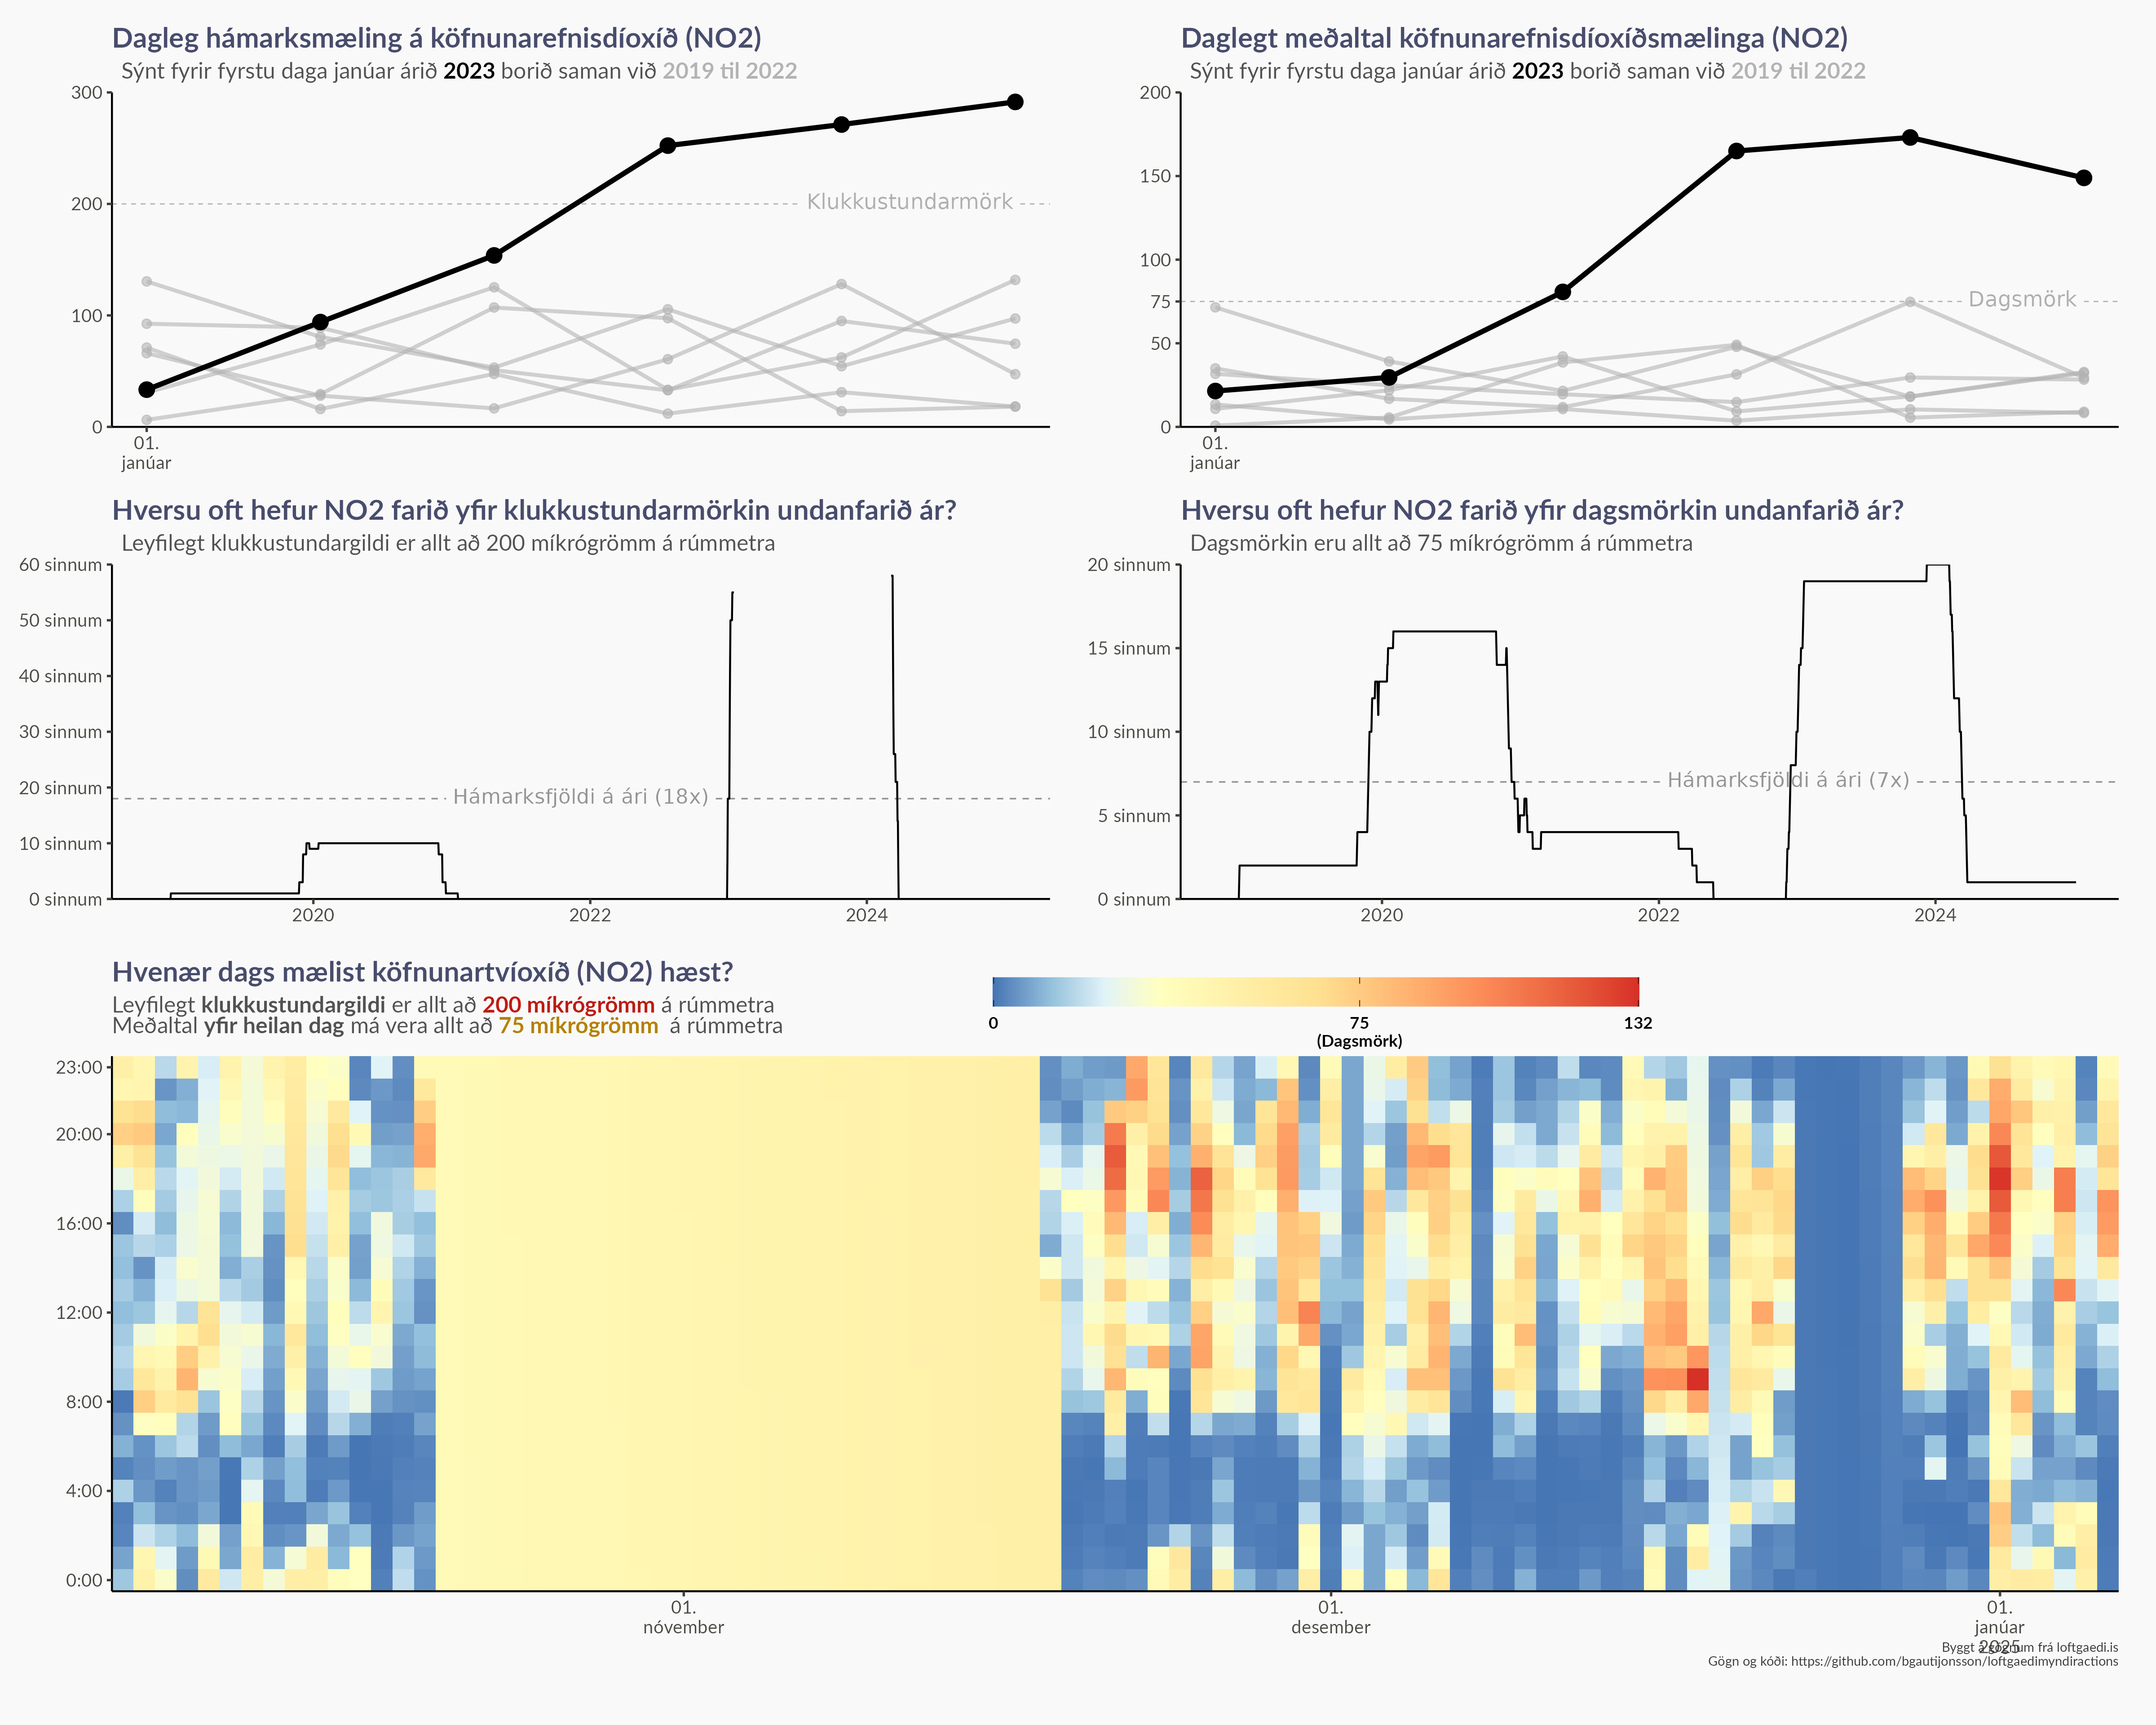 Dagleg hámarksmæling á köfnunarefnisdíoxíð (NO2)
Sýnt fyrir fyrstu daga janúar árið 2023 borið saman við 2019 til 2022
300
200
100
0
Klukkustundarmörk
01.
janúar
Daglegt meðaltal köfnunarefnisdíoxíðsmælinga (NO2)
Sýnt fyrir fyrstu daga janúar árið 2023 borið saman við 2019 til 2022
200
150
100
75
50
0
Dagsmörk
01.
janúar
Hversu oft hefur NO2 farið yfir klukkustundarmörkin undanfarið ár?
Leyfilegt klukkustundargildi er allt að 200 míkrógrömm á rúmmetra
60 sinnum
50 sinnum
40 sinnum
30 sinnum
20 sinnum
10 sinnum
0 sinnum
Hámarksfjöldi á ári (18x)
2020 2022 2024
Hversu oft hefur NO2 farið yfir dagsmörkin undanfarið ár?
Dagsmörkin eru allt að 75 míkrógrömm á rúmmetra
20 sinnum
15 sinnum
10 sinnum
5 sinnum
0 sinnum
Hámarksfjöldi á ári (7x)
2020 2022 2024
Hvenær dags mælist köfnunartvíoxíð (NO2) hæst?
Leyfilegt klukkustundargildi er allt að 200 míkrógrömm á rúmmetra
Meðaltal yfir heilan dag má vera allt að 75 míkrógrömm á rúmmetra
0 75 132
(Dagsmörk)
23:00
20:00
16:00
12:00
8:00
4:00
0:00
01.
nóvember
01.
desember
01.
janúar
2025
Byggt á gögnum frá loftgaedi.is
Gögn og kóði: https://github.com/bgautijonsson/loftgaedimyndiractions